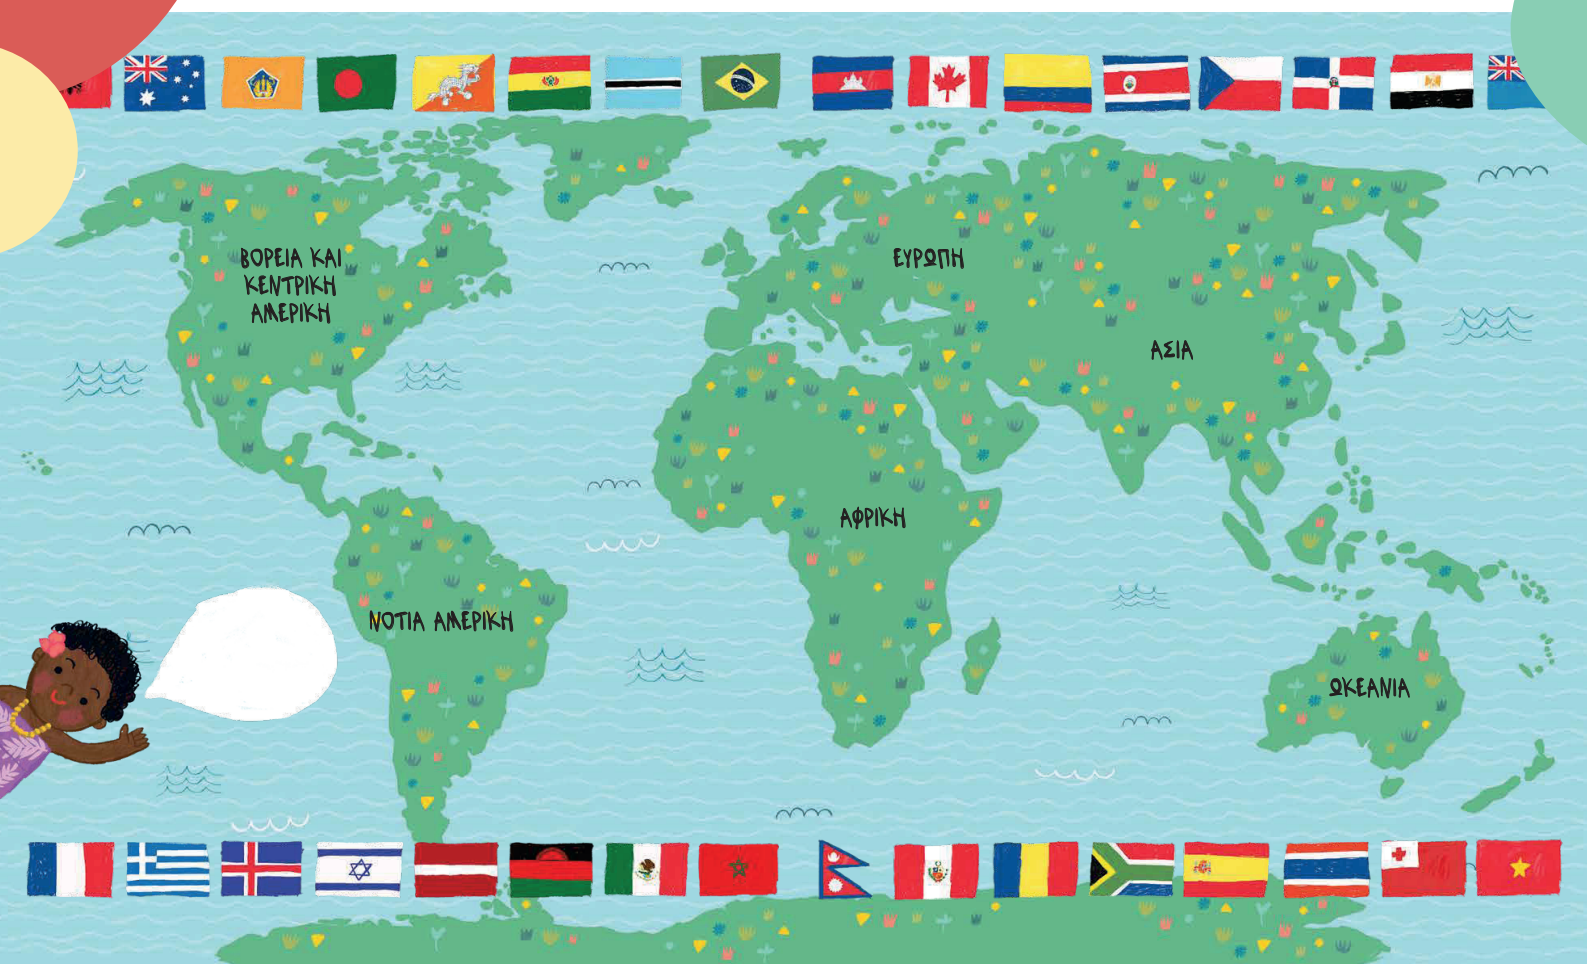 ΒΟΡΕΙΑ ΚΑΙ
ΚΕΝΤΡΙΚΗ
ΑΜΕΡΙΚΗ
ΕΥΡΩΠΗ
ΑΣΙΑ
ΑΦΡΙΚΗ
ΝΟΤΙΑ ΑΜΕΡΙΚΗ
ΩΚΕΑΝΙΑ